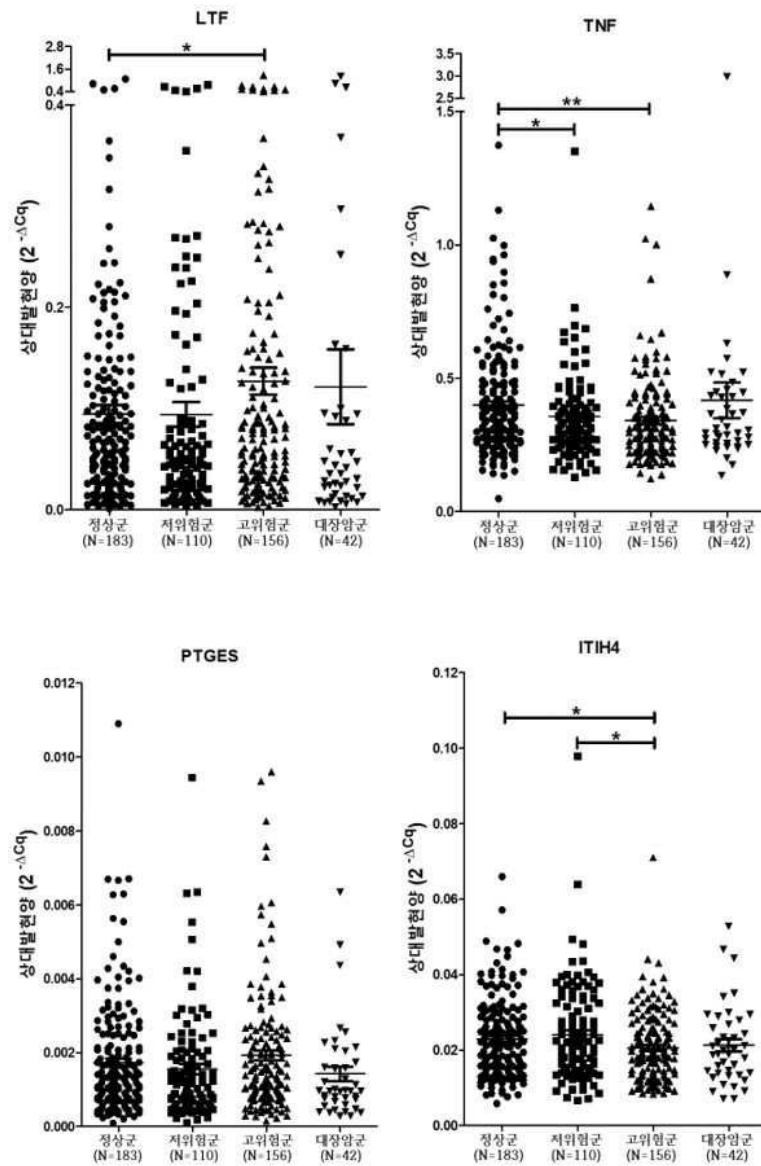 LTF
*
2.8
1.6
0.4
0.4
0.2
0.0
상대발현양 (2 -ΔCq)
정상군 저위험군 고위험군 대장암군
(N=183) (N=110) (N=156) (N=42)
TNF
3.5
3.0
2.5
1.5
**
*
1.0
0.5
0.0
상대발현양 (2 -ΔCq)
정상군 저위험군 고위험군 대장암군
(N=183) (N=110) (N=156) (N=42)
PTGES
0.012
0.010
0.008
0.006
0.004
0.002
0.000
상대발현양 (2 -ΔCq)
정상군 저위험군 고위험군 대장암군
(N=183) (N=110) (N=156) (N=42)
ITIH4
0.12
*
*
0.10
0.08
0.06
0.04
0.02
0.00
상대발현양 (2 -ΔCq)
정상군 저위험군 고위험군 대장암군
(N=183) (N=110) (N=156) (N=42)